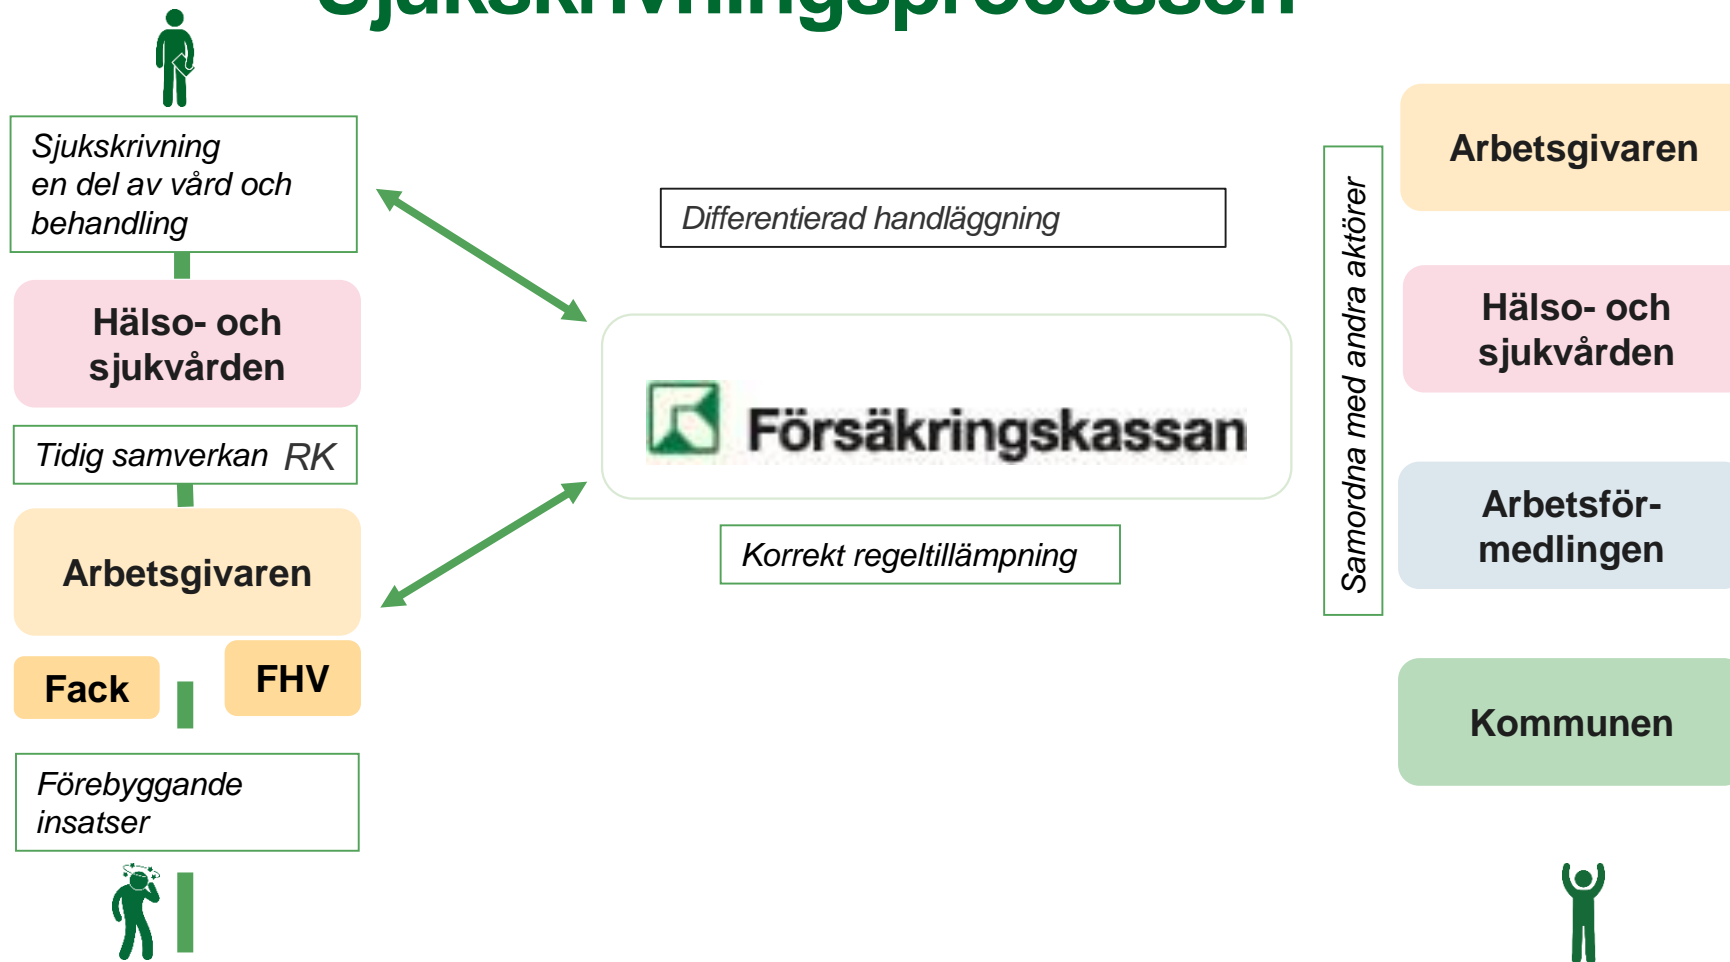 Sjukskrivningsprocessen
Sjukskrivning
en del av vård och
behandling
Hälso- och
sjukvården
Tidig samverkan RK
Arbetsgivaren
Fack
FHV
Förebyggande
insatser
Differentierad handläggning
Försäkringskassan
Korrekt regeltillämpning
Samordna med andra aktörer
Arbetsgivaren
Hälso- och
sjukvården
Arbetsför-
medlingen
Kommunen